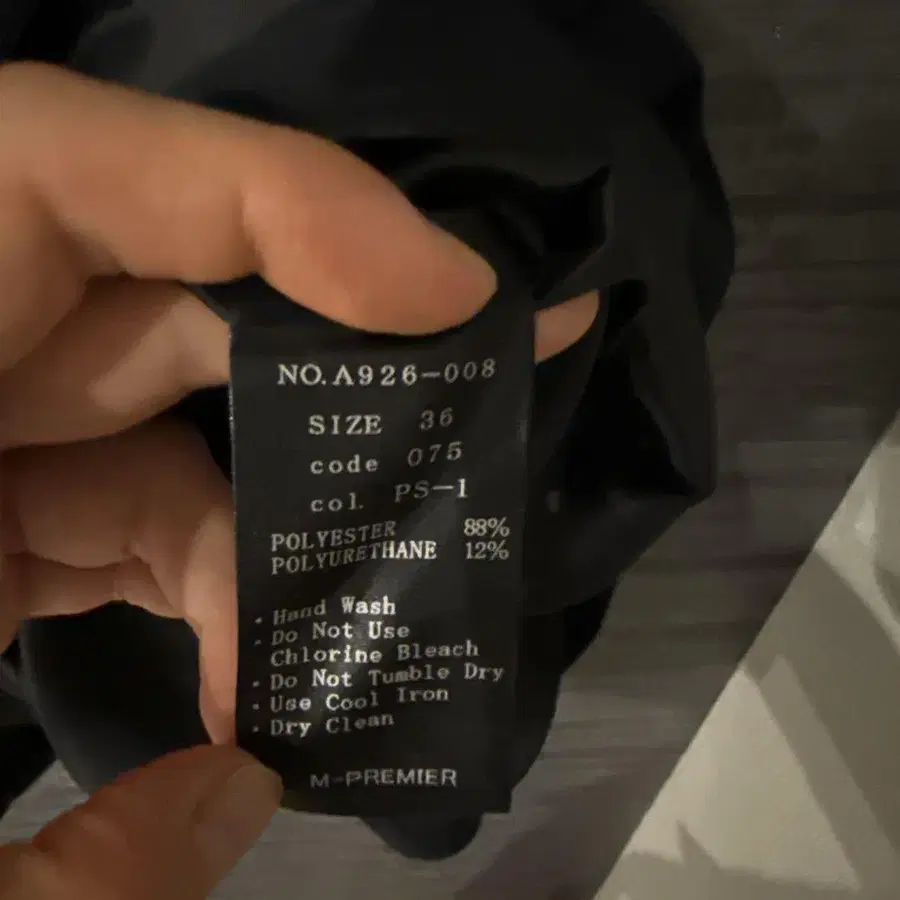 NO.A926-008
SIZE 36
code 075
col. PS-1
POLYESTER 88%
POLYURETHANE 12%
· Hand Wash
· Do Not Use
Chlorine Bleach
· Do Not Tumble Dry
· Use Cool Iron
· Dry Clean
M-PREMIER